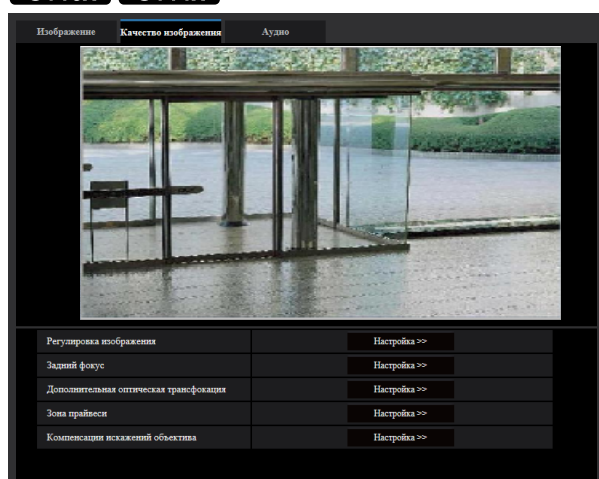 Изображение Качество изображения Аудио
Регулировка изображения Настройка >>
Задний фокус Настройка >>
Дополнительная оптическая трансфокация Настройка >>
Зона прайвеси Настройка >>
Компенсации искажений объектива Настройка >>